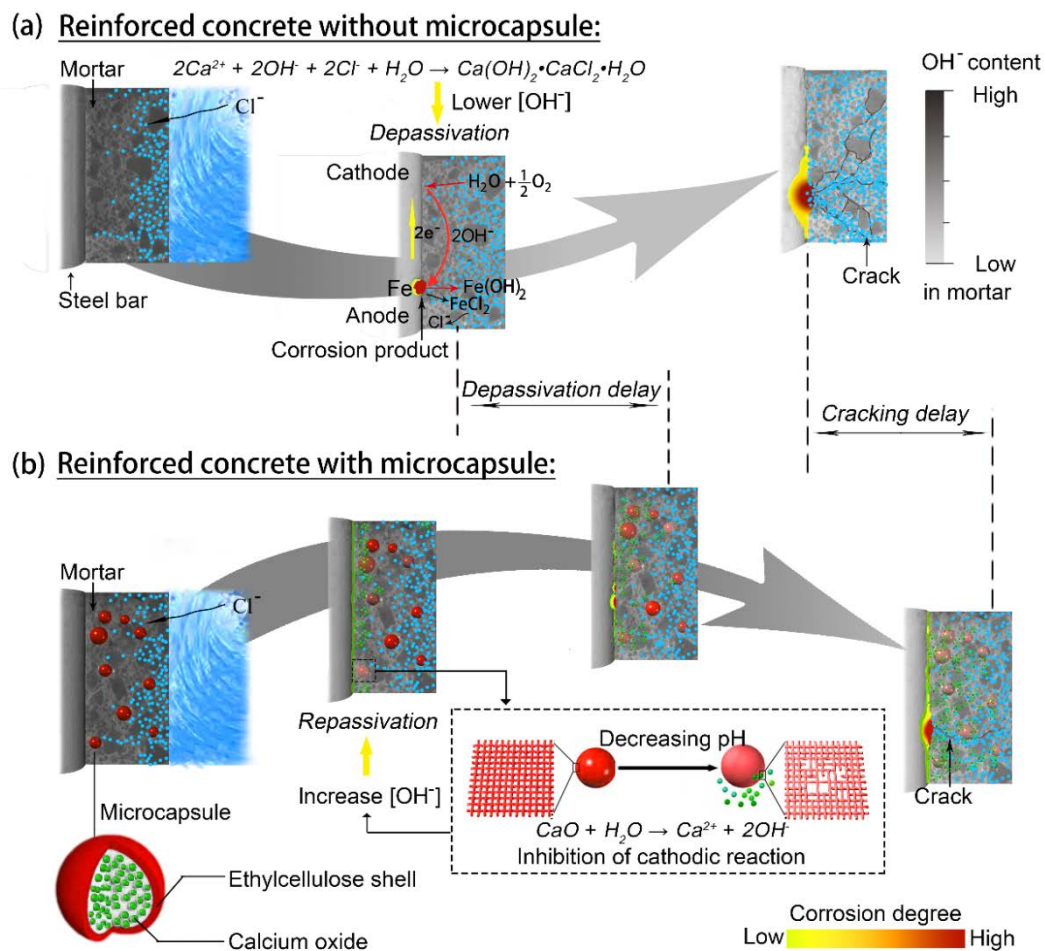 (a) Reinforced concrete without microcapsule:
Mortar
2Ca²⁺ + 2OH⁻ + 2Cl⁻ + H₂O → Ca(OH)₂•CaCl₂•H₂O
OH⁻ content
High
Cl⁻
Lower [OH⁻]
Depassivation
Cathode
H₂O + ½O₂
2e⁻
2OH⁻
Fe
Fe(OH)₂
FeCl₂
Anode
Cl⁻
Steel bar
Corrosion product
Crack
Low
in mortar
Depassivation delay
Cracking delay
(b) Reinforced concrete with microcapsule:
Mortar
Cl⁻
Repassivation
Increase [OH⁻]
Decreasing pH
CaO + H₂O → Ca²⁺ + 2OH⁻
Inhibition of cathodic reaction
Crack
Microcapsule
Ethylcellulose shell
Calcium oxide
Corrosion degree
Low
High